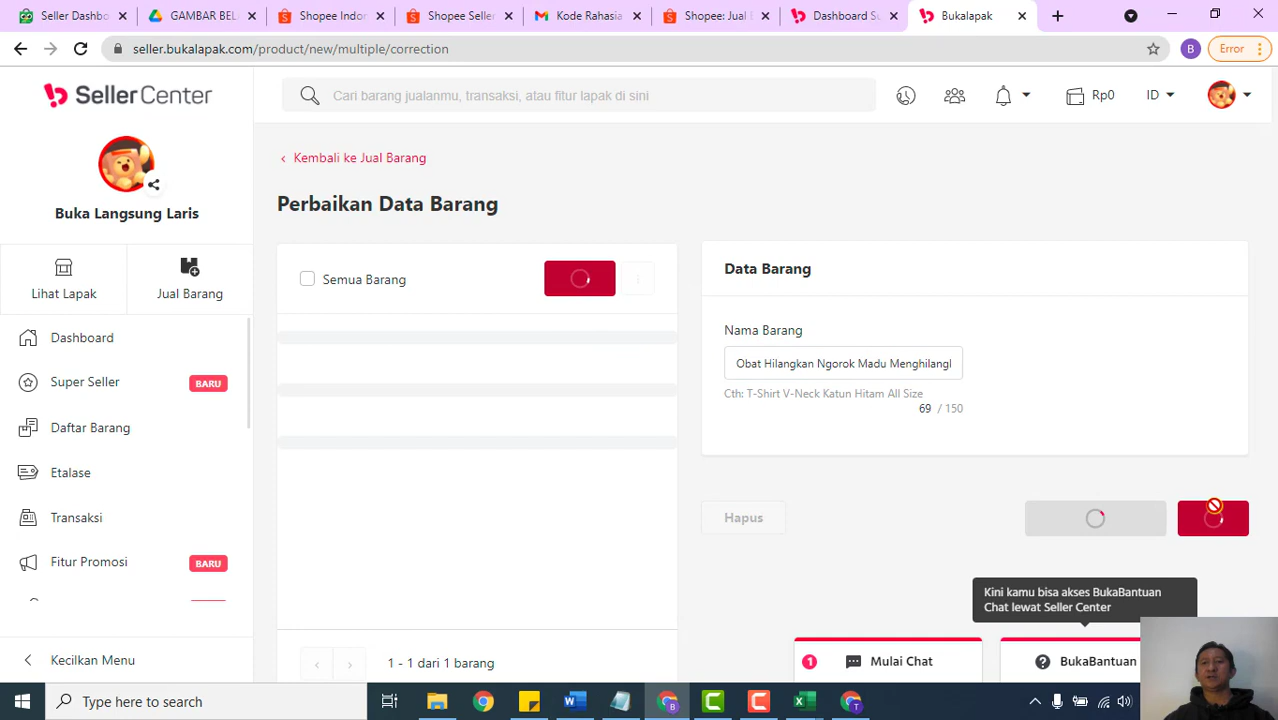 Seller Dashbo
GAMBAR BEL
Shopee Indon
Shopee Seller
Kode Rahasia
Shopee: Jual B
Dashboard Su
Bukalapak
seller.bukalapak.com/product/new/multiple/correction
B
Error
SellerCenter
Cari barang jualanmu, transaksi, atau fitur lapak di sini
Rp0
ID
Buka Langsung Laris
Lihat Lapak
Jual Barang
Dashboard
Super Seller
BARU
Daftar Barang
Etalase
Transaksi
Fitur Promosi
BARU
Kecilkan Menu
Kembali ke Jual Barang
Perbaikan Data Barang
Semua Barang
1 - 1 dari 1 barang
Data Barang
Nama Barang
Obat Hilangkan Ngorok Madu Menghilangl
Cth: T-Shirt V-Neck Katun Hitam All Size
69 / 150
Hapus
Kini kamu bisa akses BukaBantuan
Chat lewat Seller Center
1
Mulai Chat
BukaBantuan
Type here to search